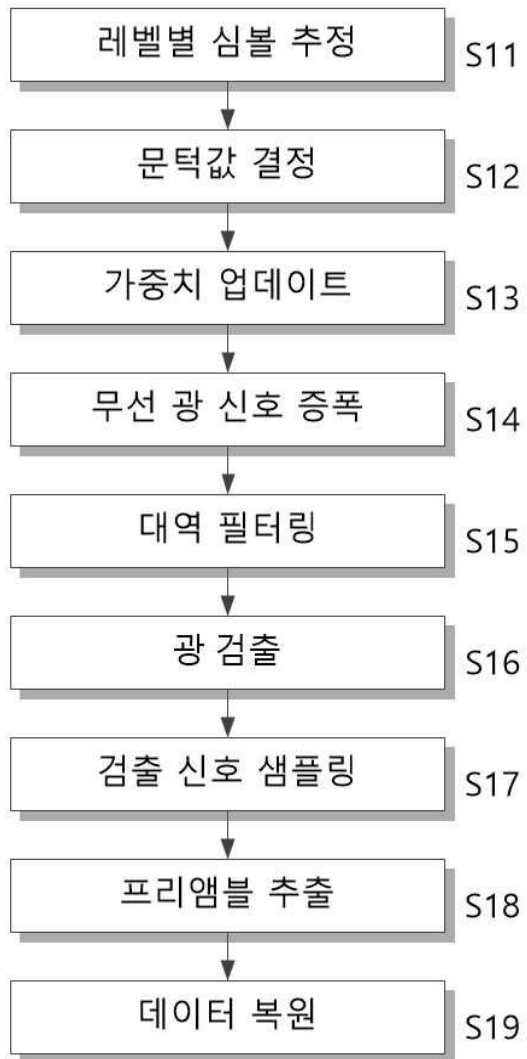 레벨별 심볼 추정 S11
문턱값 결정 S12
가중치 업데이트 S13
무선 광 신호 증폭 S14
대역 필터링 S15
광 검출 S16
검출 신호 샘플링 S17
프리앰블 추출 S18
데이터 복원 S19